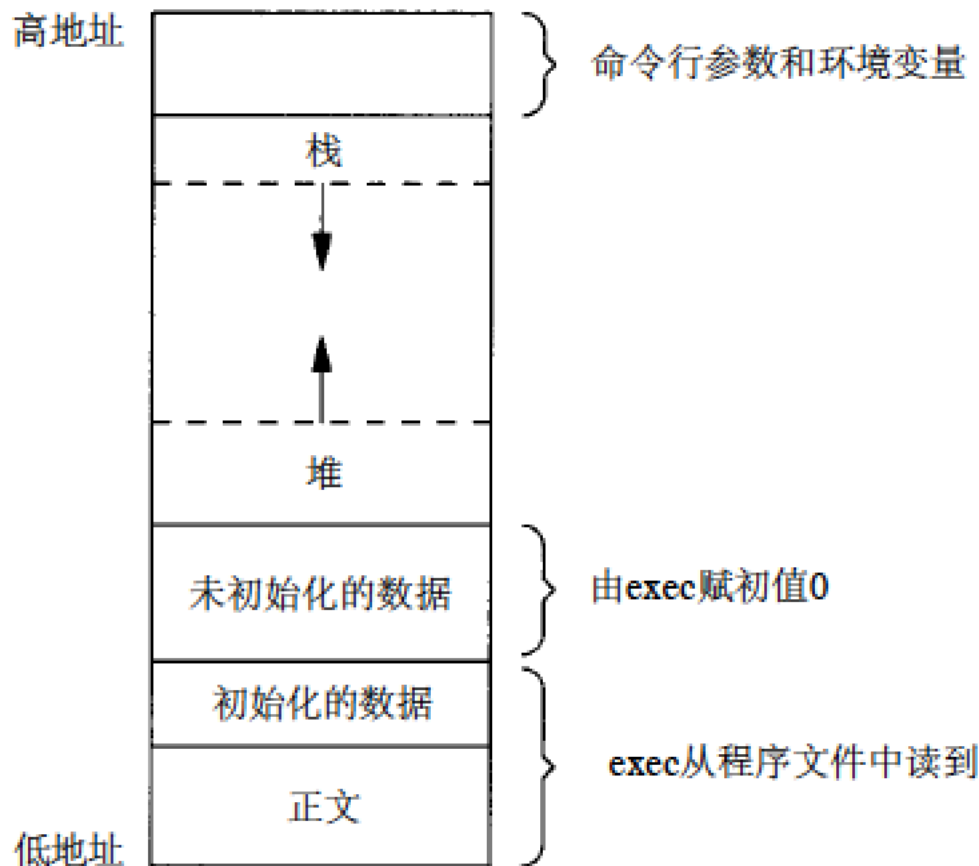 高地址
命令行参数和环境变量
栈
堆
未初始化的数据
由exec赋初值0
初始化的数据
exec从程序文件中读到
正文
低地址